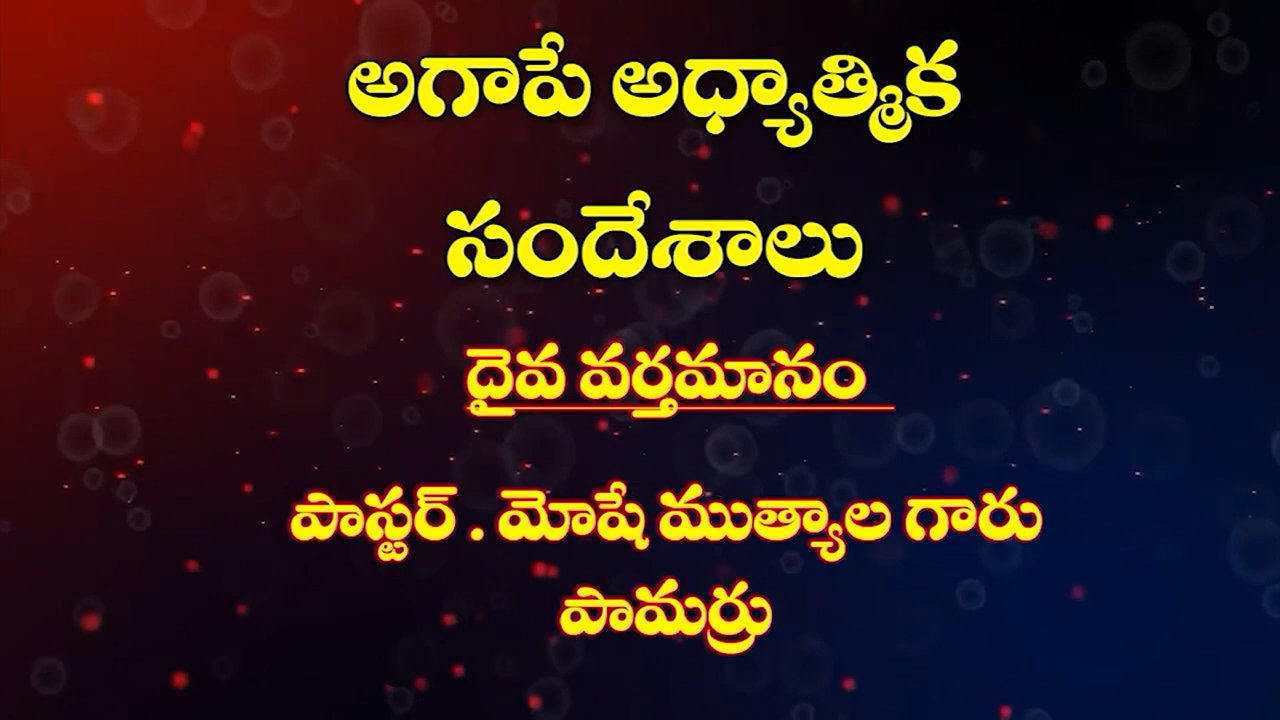 అగాపే అధ్యాత్మిక
సందేశాలు
దైవ వర్తమానం
పాస్టర్ . మోషే ముత్యాల గారు
పామర్రు